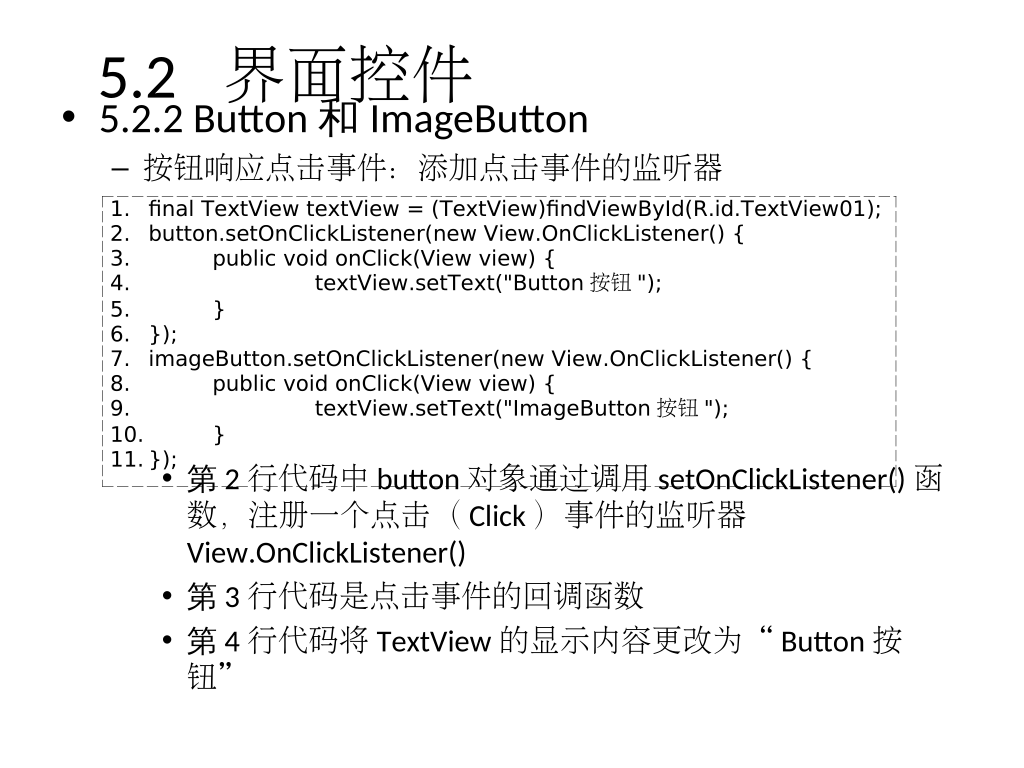 5.2 界面控件
• 5.2.2 Button 和 ImageButton
– 按钮响应点击事件：添加点击事件的监听器
1. final TextView textView = (TextView)findViewById(R.id.TextView01);
2. button.setOnClickListener(new View.OnClickListener() {
3. public void onClick(View view) {
4. textView.setText("Button 按钮 ");
5. }
6. });
7. imageButton.setOnClickListener(new View.OnClickListener() {
8. public void onClick(View view) {
9. textView.setText("ImageButton 按钮 ");
10. }
11. });
• 第 2 行代码中 button 对象通过调用 setOnClickListener() 函
数，注册一个点击（ Click ）事件的监听器
View.OnClickListener()
• 第 3 行代码是点击事件的回调函数
• 第 4 行代码将 TextView 的显示内容更改为 “ Button 按
钮”